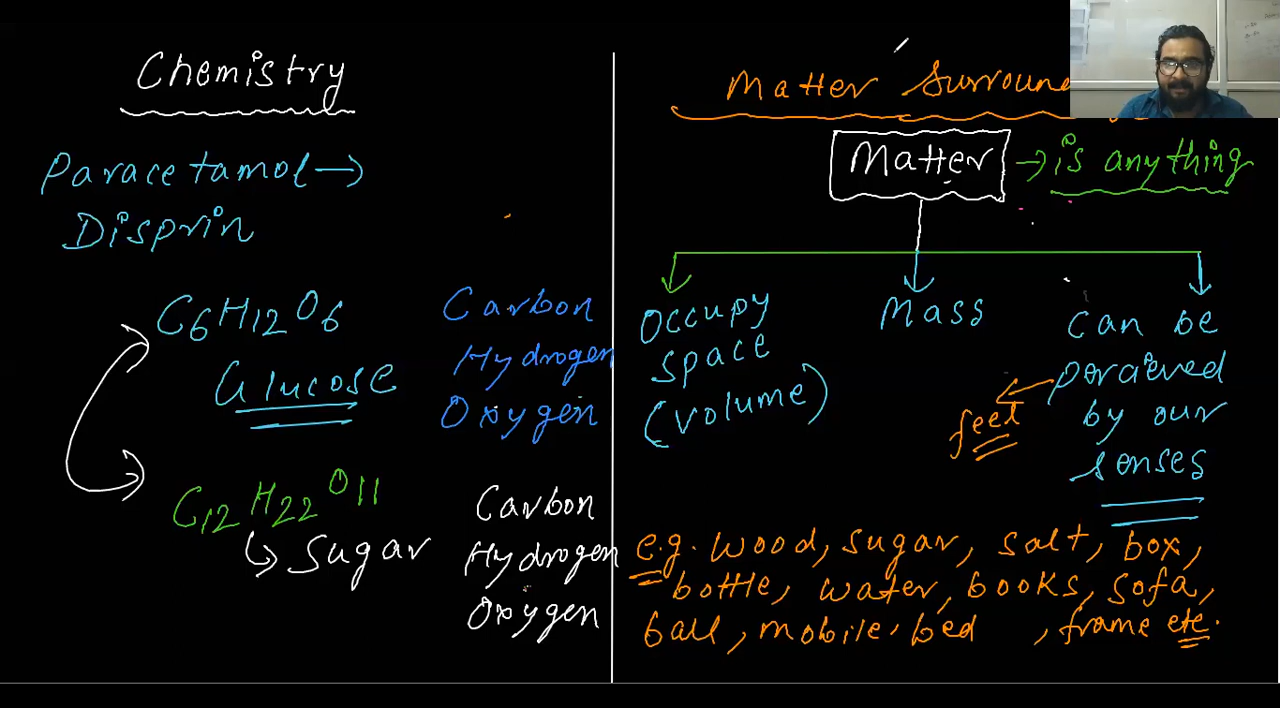 Chemistry
Paracetamol →
Disprin
C6H12O6
Glucose
Carbon
Hydrogen
Oxygen
C12H22O11
↳ Sugar
Carbon
Hydrogen
Oxygen
Matter Surroun
Matter → is anything
Occupy
space
(volume)
Mass
Can be
percieved
by our
senses
feel
e.g. wood, sugar, salt, box,
bottle, water, books, sofa,
ball, mobile, bed , frame etc.